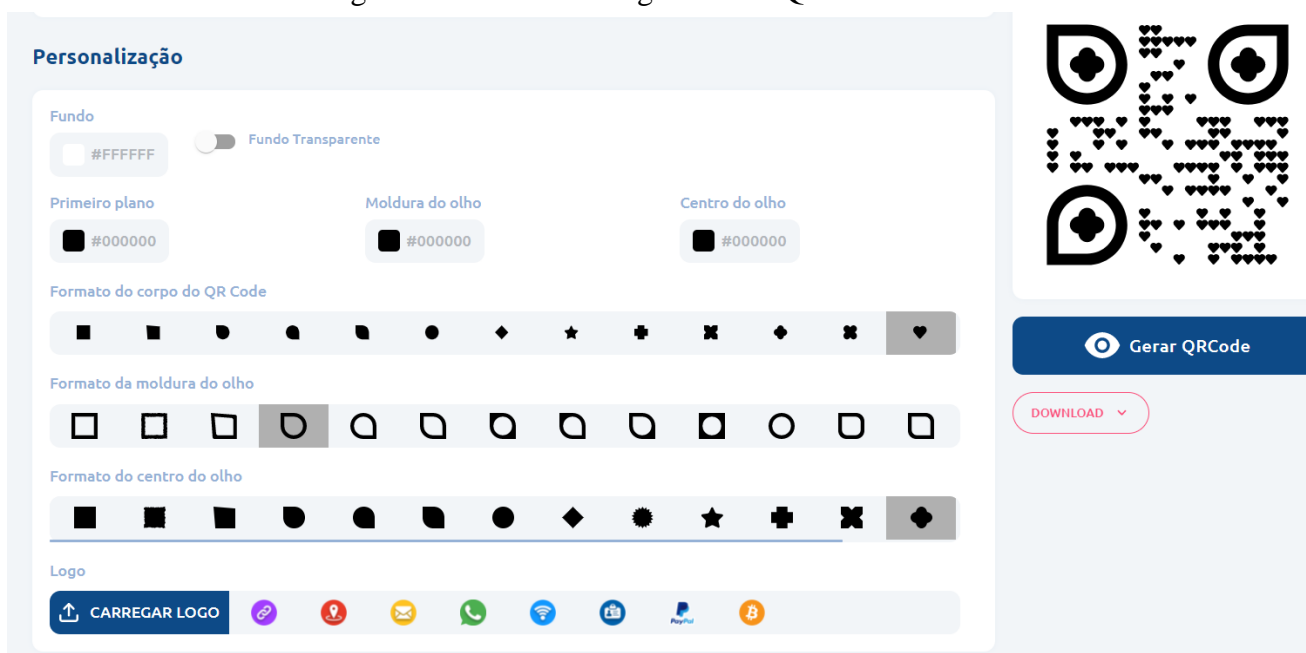 Personalização
Fundo
#FFFFFF
Fundo Transparente
Primeiro plano
Moldura do olho
Centro do olho
#000000
#000000
#000000
Formato do corpo do QR Code
Formato da moldura do olho
Formato do centro do olho
Logo
CARREGAR LOGO
PayPal
Gerar QRCode
DOWNLOAD